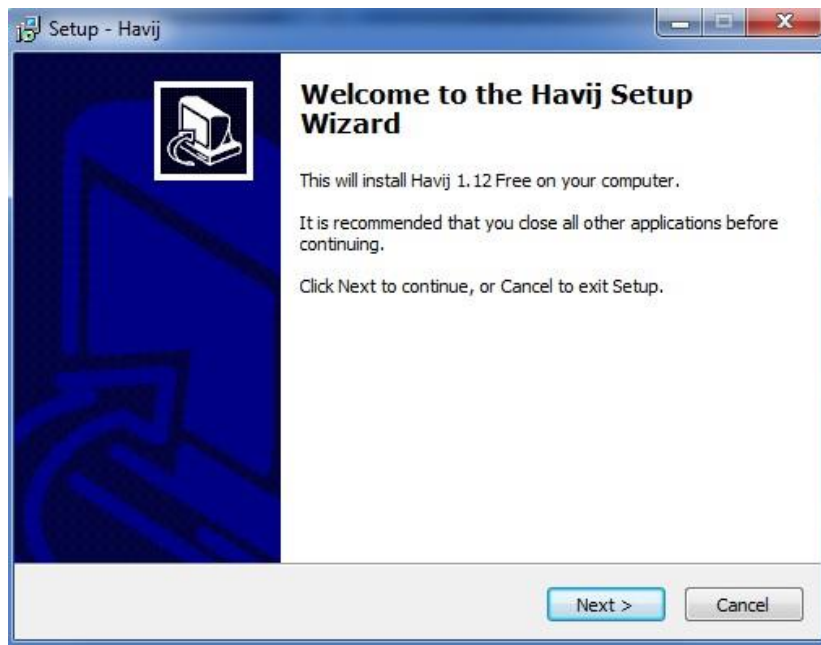 Setup - Havij
Welcome to the Havij Setup
Wizard
This will install Havij 1.12 Free on your computer.
It is recommended that you close all other applications before
continuing.
Click Next to continue, or Cancel to exit Setup.
Next >
Cancel